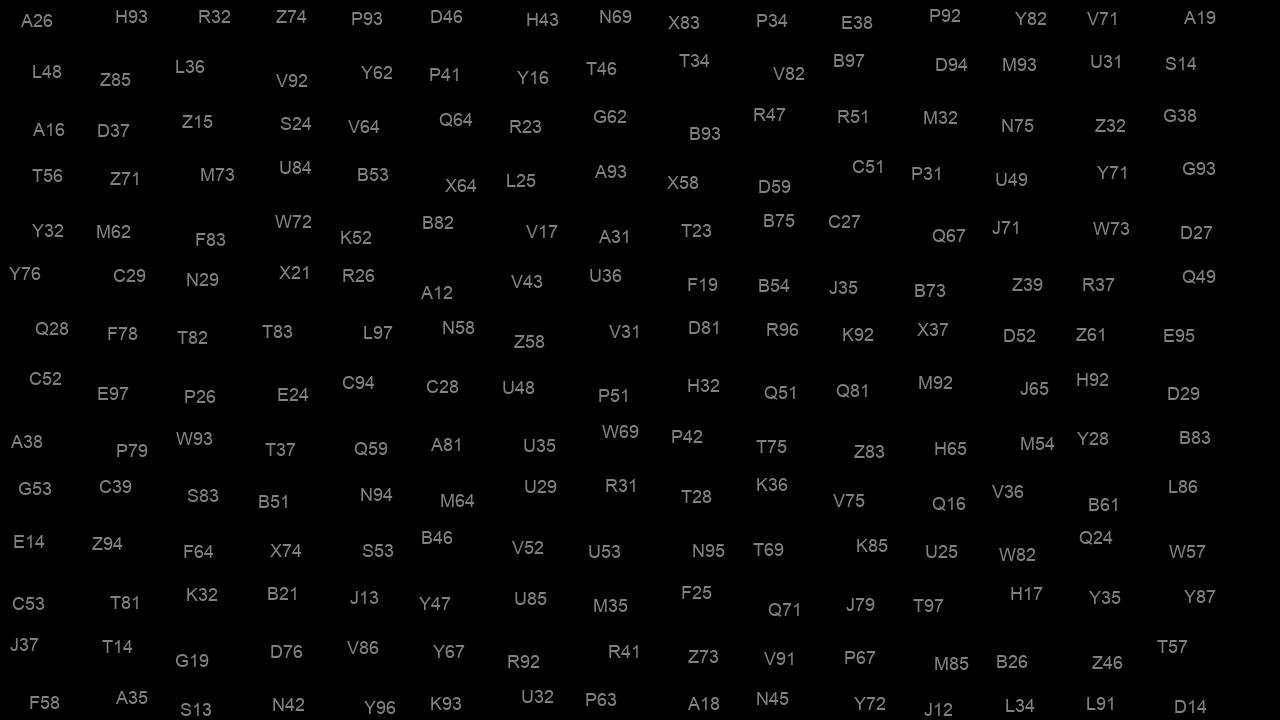 A26 H93 R32 Z74 P93 D46 H43 N69 X83 P34 E38 P92 Y82 V71 A19
L48 Z85 L36 V92 Y62 P41 Y16 T46 T34 V82 B97 D94 M93 U31 S14
A16 D37 Z15 S24 V64 Q64 R23 G62 B93 R47 R51 M32 N75 Z32 G38
T56 Z71 M73 U84 B53 X64 L25 A93 X58 D59 C51 P31 U49 Y71 G93
Y32 M62 F83 W72 K52 B82 V17 A31 T23 B75 C27 Q67 J71 W73 D27
Y76 C29 N29 X21 R26 A12 V43 U36 F19 B54 J35 B73 Z39 R37 Q49
Q28 F78 T82 T83 L97 N58 Z58 V31 D81 R96 K92 X37 D52 Z61 E95
C52 E97 P26 E24 C94 C28 U48 P51 H32 Q51 Q81 M92 J65 H92 D29
A38 P79 W93 T37 Q59 A81 U35 W69 P42 T75 Z83 H65 M54 Y28 B83
G53 C39 S83 B51 N94 M64 U29 R31 T28 K36 V75 Q16 V36 B61 L86
E14 Z94 F64 X74 S53 B46 V52 U53 N95 T69 K85 U25 W82 Q24 W57
C53 T81 K32 B21 J13 Y47 U85 M35 F25 Q71 J79 T97 H17 Y35 Y87
J37 T14 G19 D76 V86 Y67 R92 R41 Z73 V91 P67 M85 B26 Z46 T57
F58 A35 S13 N42 Y96 K93 U32 P63 A18 N45 Y72 J12 L34 L91 D14